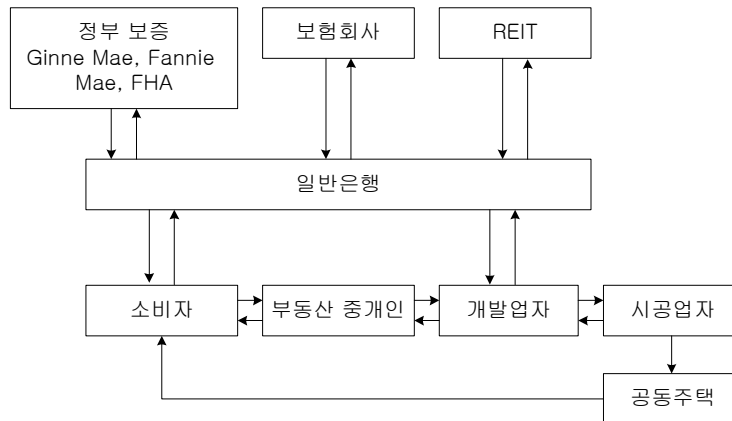 정부 보증
Ginne Mae, Fannie
Mae, FHA
보험회사
REIT
일반은행
소비자
부동산 중개인
개발업자
시공업자
공동주택